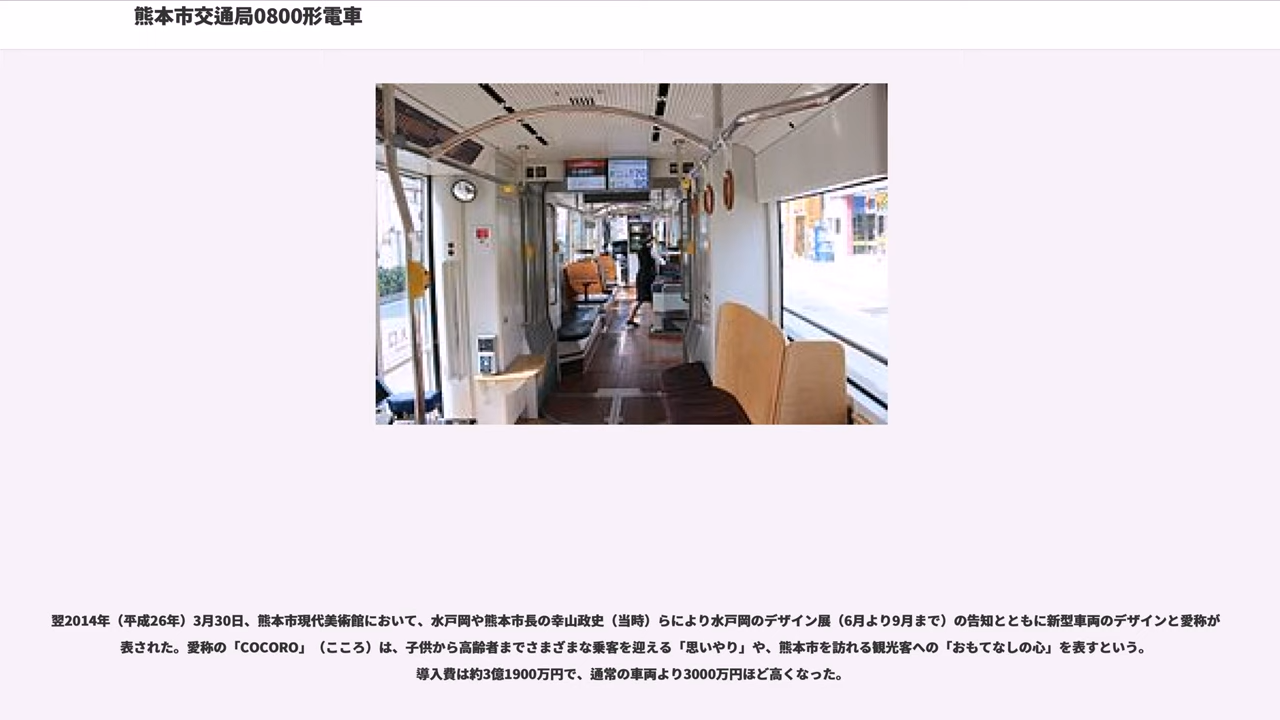 熊本市交通局0800形電車
翌2014年（平成26年）3月30日、熊本市現代美術館において、水戸岡や熊本市長の幸山政史（当時）らにより水戸岡のデザイン展（6月より9月まで）の告知とともに新型車両のデザインと愛称が
表された。愛称の「COCORO」（こころ）は、子供から高齢者までさまざまな乗客を迎える「思いやり」や、熊本市を訪れる観光客への「おもてなしの心」を表すという。
導入費は約3億1900万円で、通常の車両より3000万円ほど高くなった。